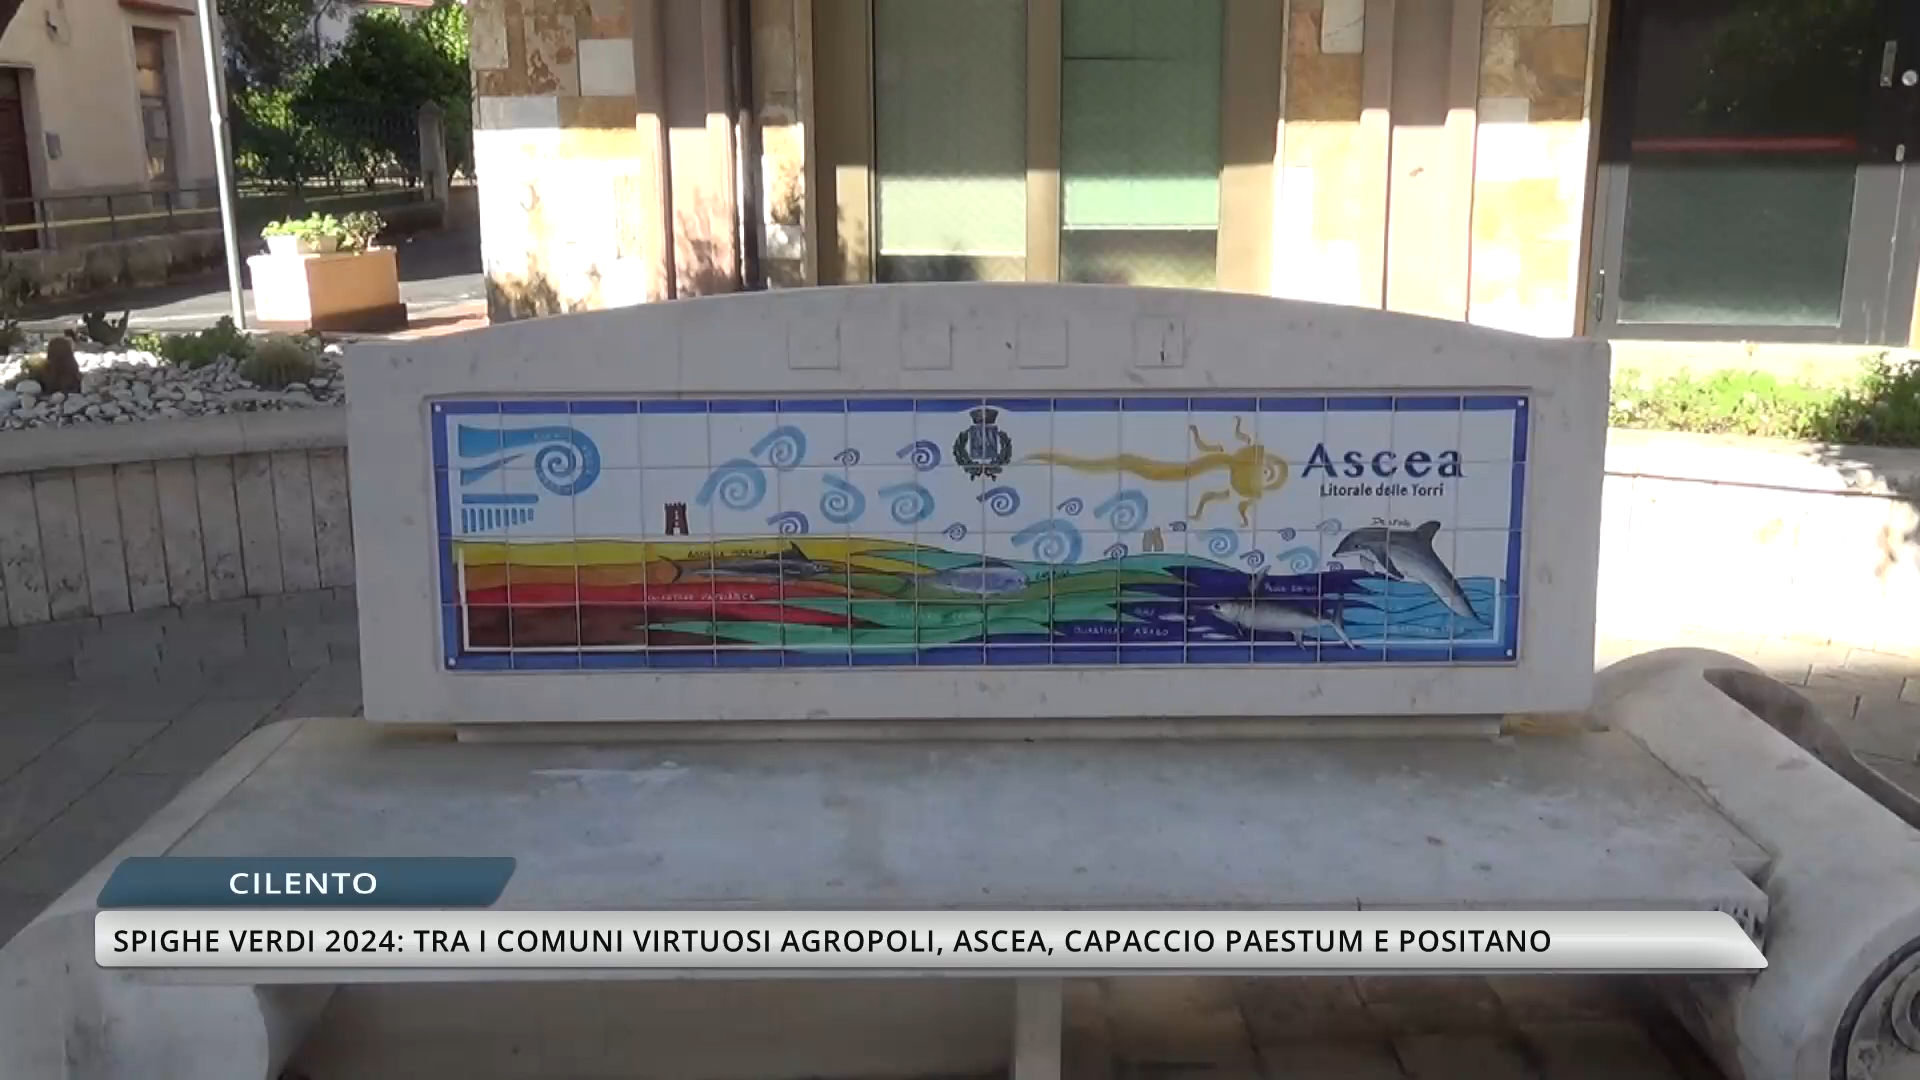 Ascea
Litorale delle Torri
CILENTO
SPIGHE VERDI 2024: TRA I COMUNI VIRTUOSI AGROPOLI, ASCEA, CAPACCIO PAESTUM E POSITANO